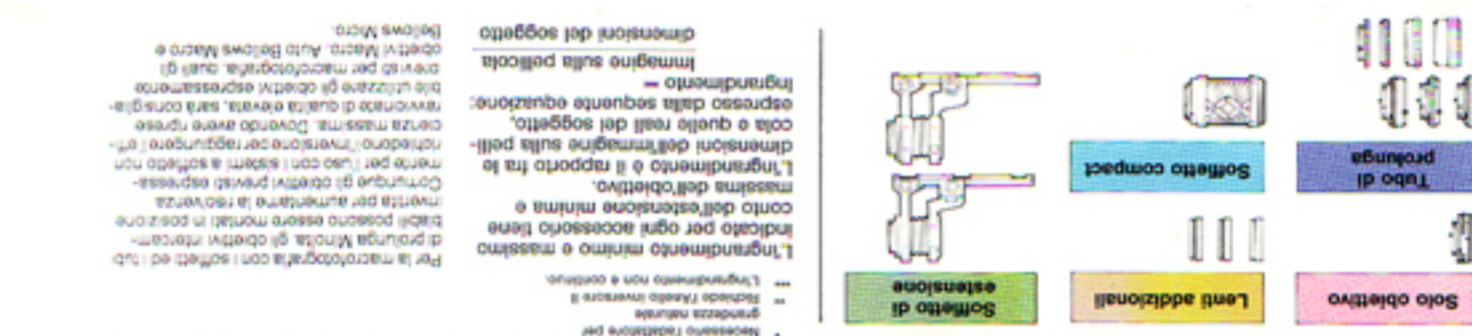 Solo obiettivo
Lenti addizionali
Soffietto di
estensione
Tubo di
prolunga
Soffietto compact
* Necessario l'adattatore per
grandezza naturale
** Richiede l'Anello inversore II
*** L'ingrandimento non è continuo.
L'ingrandimento minimo e massimo
indicato per ogni accessorio tiene
conto dell'estensione minima e
massima dell'obiettivo.
L'ingrandimento è il rapporto fra le
dimensioni dell'immagine sulla pelli-
cola e quelle reali del soggetto,
espresso dalla sequente equazione:
Ingrandimento =
Immagine sulla pellicola
dimensioni del soggetto
Per la macrofotografia con i soffietti ed i tubi
di prolunga Minolta, gli obiettivi intercam-
biabili possono essere montati in posizione
invertita per aumentarne la risolvenza.
Comunque gli obiettivi previsti espressa-
mente per l'uso con i sistemi a soffietto non
richiedono l'inversione per raggiungere l'effi-
cienza massima. Dovendo avere riprese
ravvicinate di qualità elevata, sarà consiglia-
bile utilizzare gli obiettivi espressamente
previsti per macrofotografia, quali gli
obiettivi Macro, Auto Bellows Macro e
Bellows Micro.